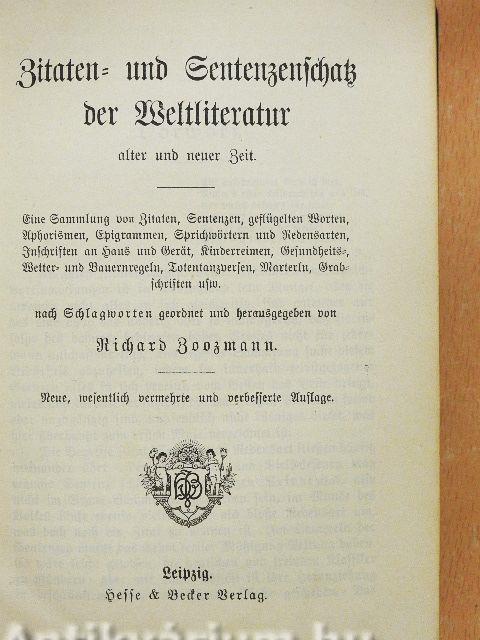 Zitaten- und Sentenzenschatz
der Weltliteratur
alter und neuer Zeit.
Eine Sammlung von Zitaten, Sentenzen, geflügelten Worten,
Aphorismen, Epigrammen, Sprichwörtern und Redensarten,
Inschriften an Haus und Gerät, Kinderreimen, Gesundheits-,
Wetter- und Bauernregeln, Totentanzversen, Marterln, Grab-
schriften usw.
nach Schlagworten geordnet und herausgegeben von
Richard Zoozmann.
Neue, wesentlich vermehrte und verbesserte Auflage.
Leipzig.
Hesse & Becker Verlag.
Antikvárium.hu